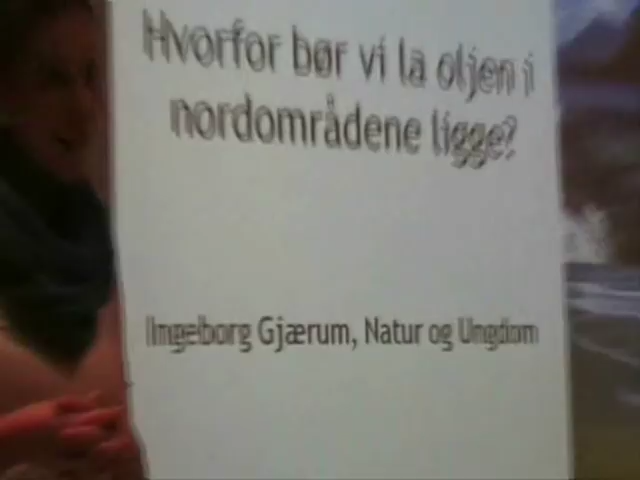 Hvorfor bør vi la oljen i
nordområdene ligge?
Ingeborg Gjærum, Natur og Ungdom